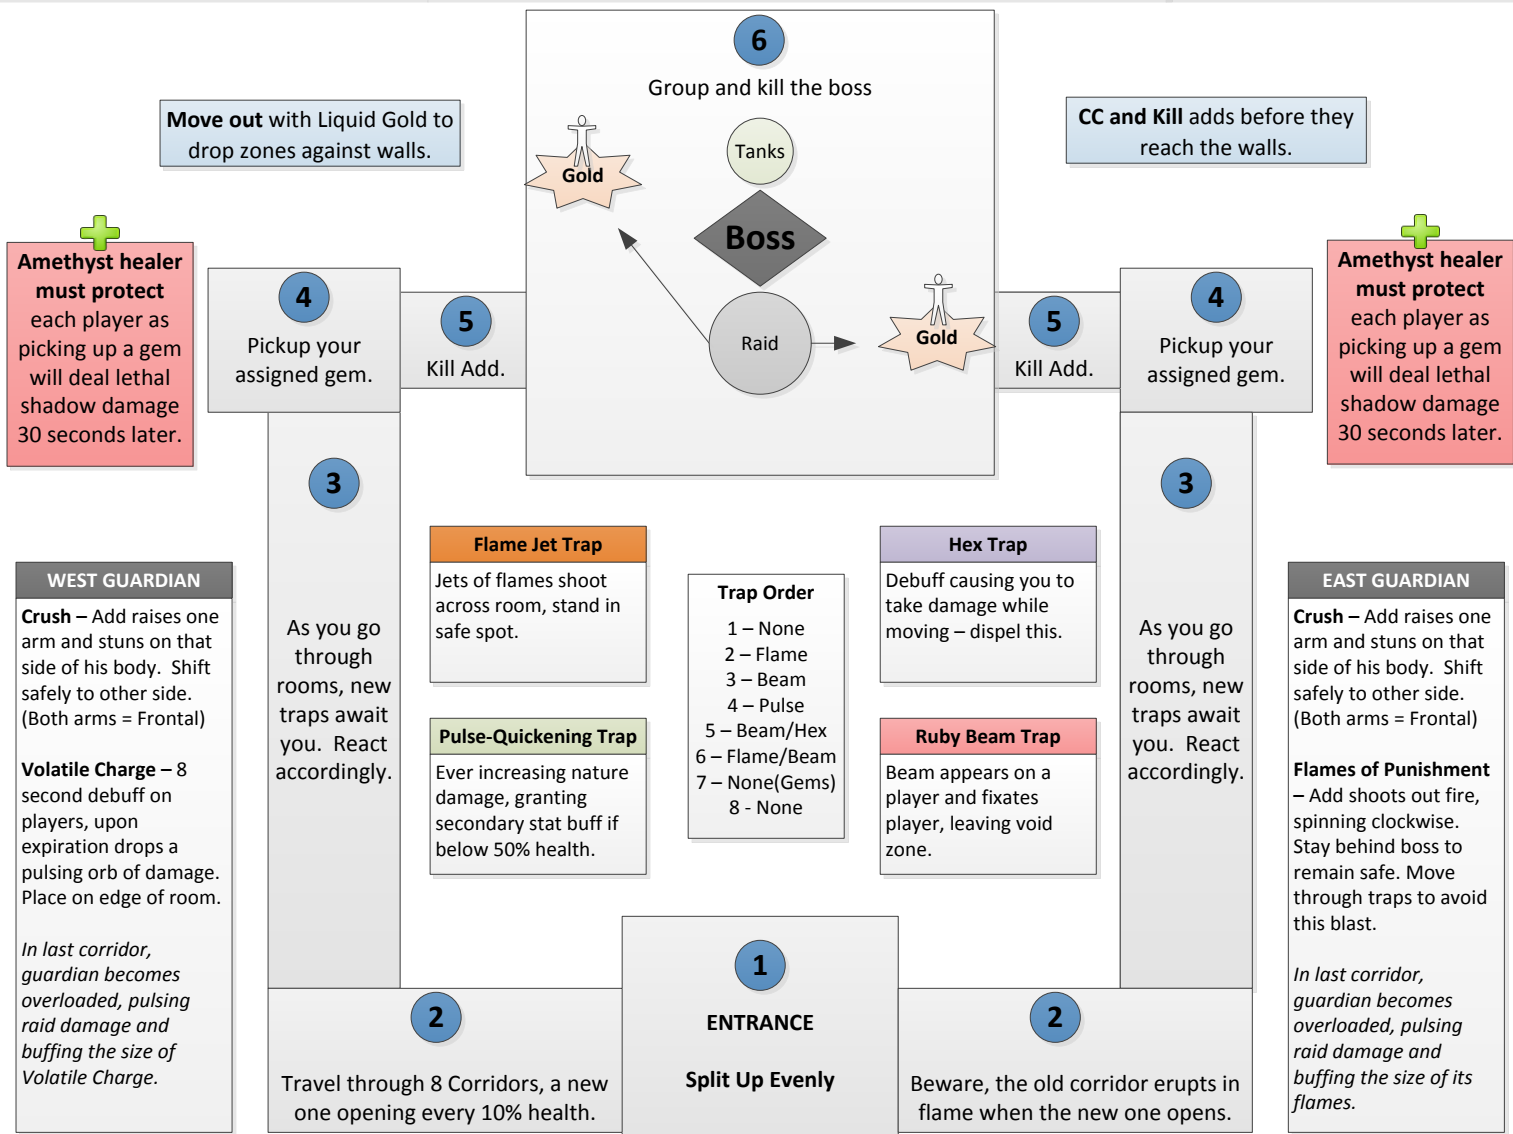 6
Group and kill the boss
Move out with Liquid Gold to
drop zones against walls.
CC and Kill adds before they
reach the walls.
Tanks
Gold
Boss
Raid
Gold
Amethyst healer
must protect
each player as
picking up a gem
will deal lethal
shadow damage
30 seconds later.
4
Pickup your
assigned gem.
5
Kill Add.
5
Kill Add.
4
Pickup your
assigned gem.
Amethyst healer
must protect
each player as
picking up a gem
will deal lethal
shadow damage
30 seconds later.
3
As you go
through
rooms, new
traps await
you.  React
accordingly.
3
As you go
through
rooms, new
traps await
you.  React
accordingly.
WEST GUARDIAN
Crush – Add raises one
arm and stuns on that
side of his body.  Shift
safely to other side.
(Both arms = Frontal)
Volatile Charge – 8
second debuff on
players, upon
expiration drops a
pulsing orb of damage.
Place on edge of room.
In last corridor,
guardian becomes
overloaded, pulsing
raid damage and
buffing the size of
Volatile Charge.
Flame Jet Trap
Jets of flames shoot
across room, stand in
safe spot.
Pulse-Quickening Trap
Ever increasing nature
damage, granting
secondary stat buff if
below 50% health.
Trap Order
1 – None
2 – Flame
3 – Beam
4 – Pulse
5 – Beam/Hex
6 – Flame/Beam
7 – None(Gems)
8 - None
Hex Trap
Debuff causing you to
take damage while
moving – dispel this.
Ruby Beam Trap
Beam appears on a
player and fixates
player, leaving void
zone.
EAST GUARDIAN
Crush – Add raises one
arm and stuns on that
side of his body.  Shift
safely to other side.
(Both arms = Frontal)
Flames of Punishment
– Add shoots out fire,
spinning clockwise.
Stay behind boss to
remain safe. Move
through traps to avoid
this blast.
In last corridor,
guardian becomes
overloaded, pulsing
raid damage and
buffing the size of its
flames.
2
Travel through 8 Corridors, a new
one opening every 10% health.
1
ENTRANCE
Split Up Evenly
2
Beware, the old corridor erupts in
flame when the new one opens.